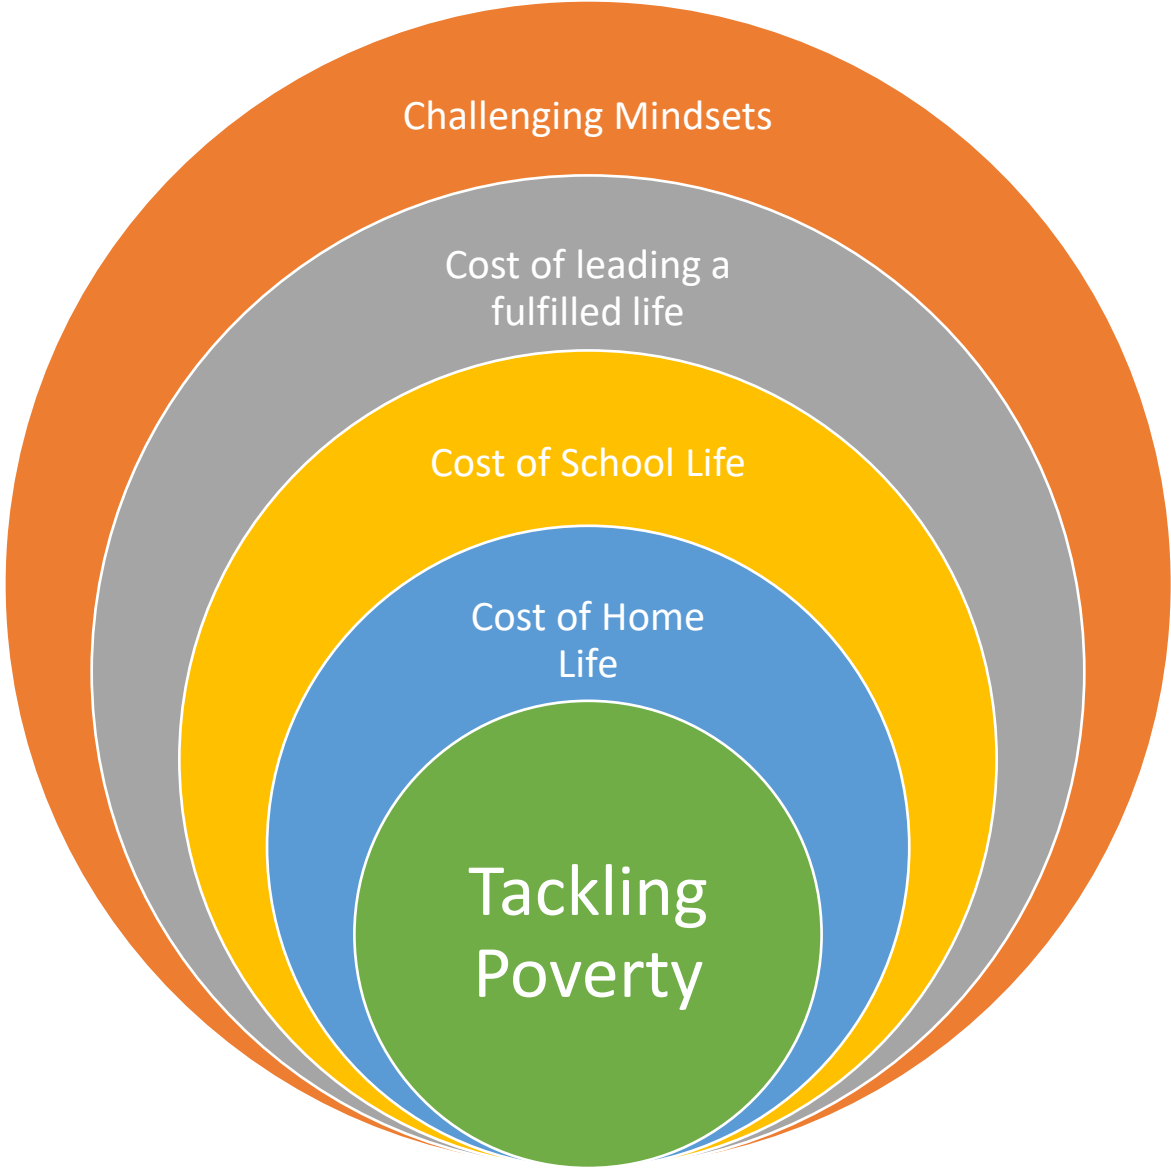 Challenging Mindsets
Cost of leading a
fulfilled life
Cost of School Life
Cost of Home
Life
Tackling
Poverty